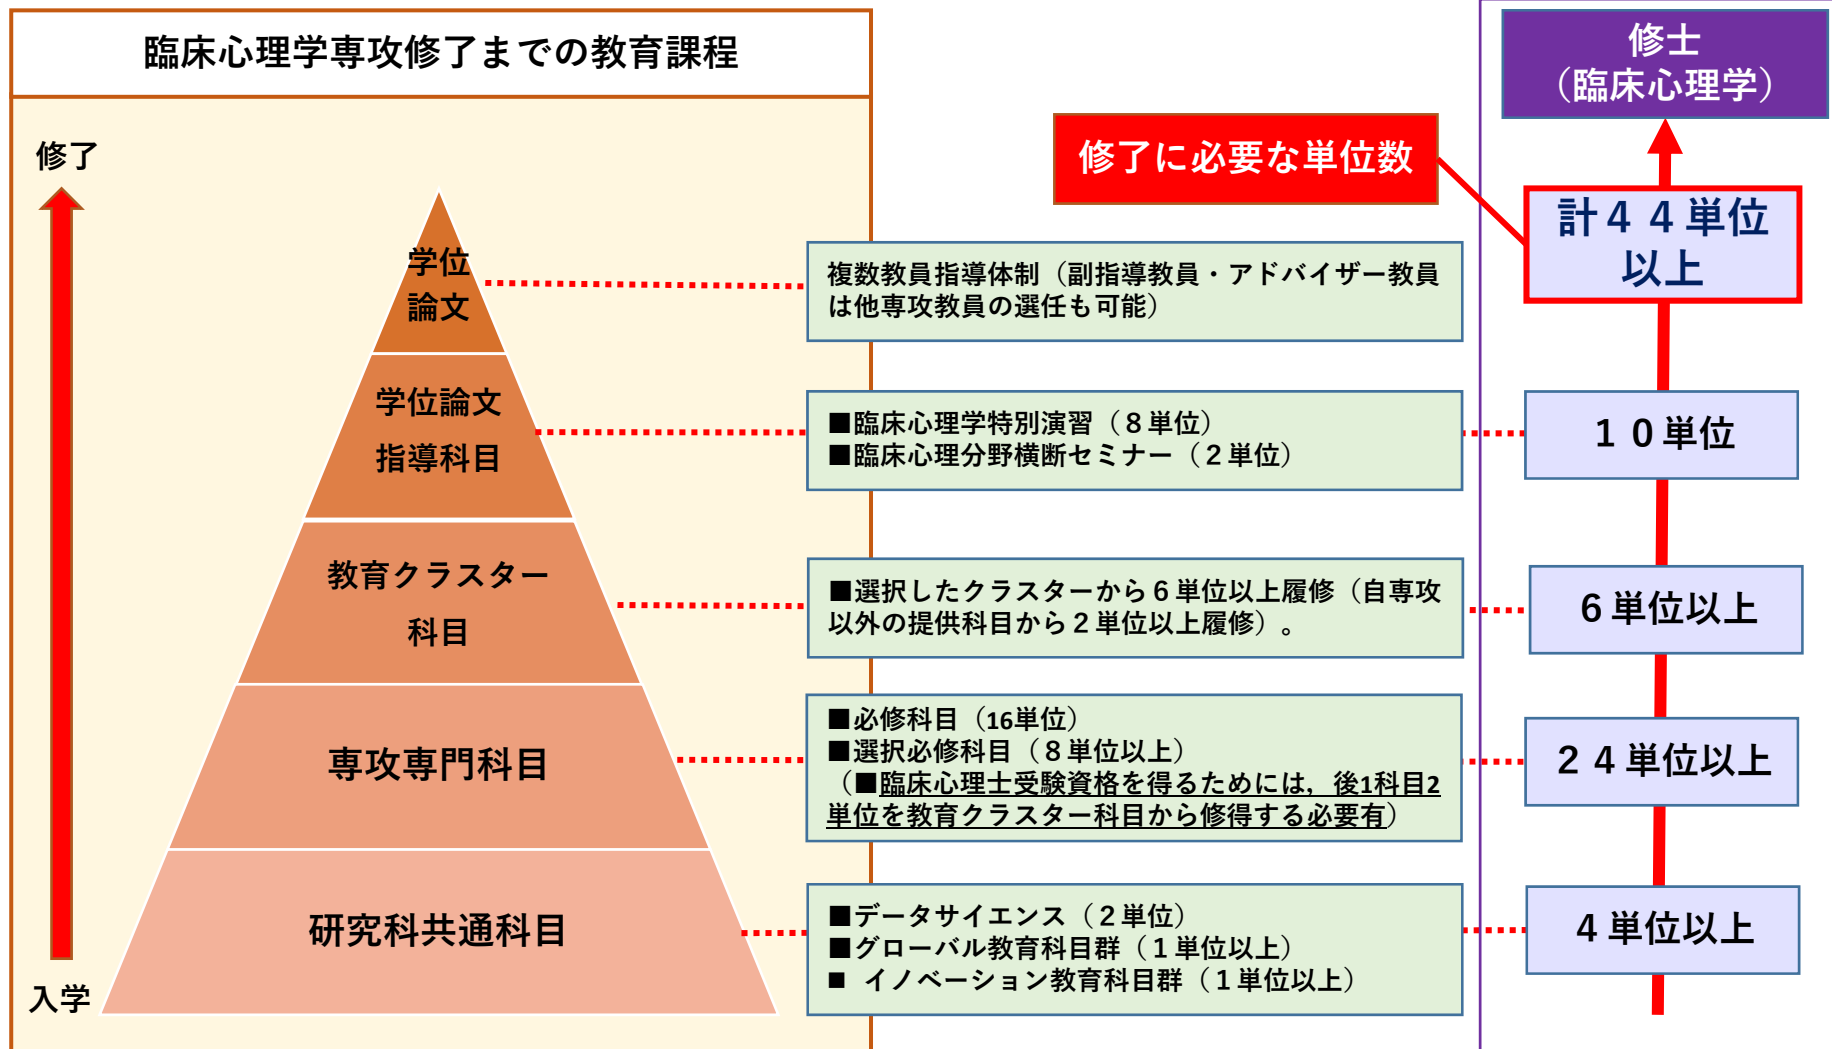 臨床心理学専攻修了までの教育課程
修士
（臨床心理学）
修了
修了に必要な単位数
計４４単位
以上
学位
論文
複数教員指導体制（副指導教員・アドバイザー教員
は他専攻教員の選任も可能）
学位論文
指導科目
■臨床心理学特別演習（８単位）
■臨床心理分野横断セミナー（２単位）
１０単位
教育クラスター
科目
■選択したクラスターから６単位以上履修（自専攻
以外の提供科目から２単位以上履修）。
６単位以上
専攻専門科目
■必修科目（16単位）
■選択必修科目（８単位以上）
（■臨床心理士受験資格を得るためには，後1科目2
単位を教育クラスター科目から修得する必要有）
２４単位以上
研究科共通科目
■データサイエンス（２単位）
■グローバル教育科目群（１単位以上）
■ イノベーション教育科目群（１単位以上）
４単位以上
入学